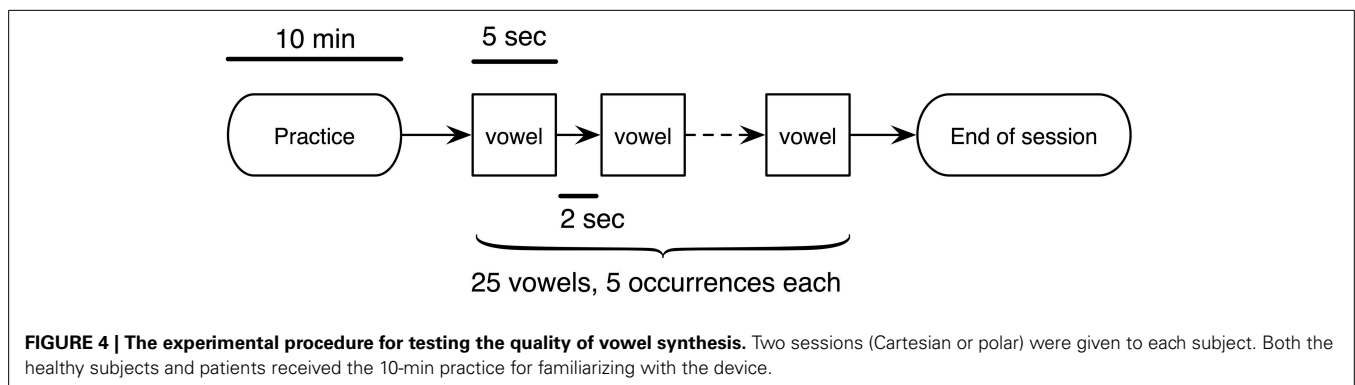 10 min
5 sec
Practice
vowel
vowel
vowel
End of session
2 sec
25 vowels, 5 occurrences each
FIGURE 4 | The experimental procedure for testing the quality of vowel synthesis. Two sessions (Cartesian or polar) were given to each subject. Both the
healthy subjects and patients received the 10-min practice for familiarizing with the device.